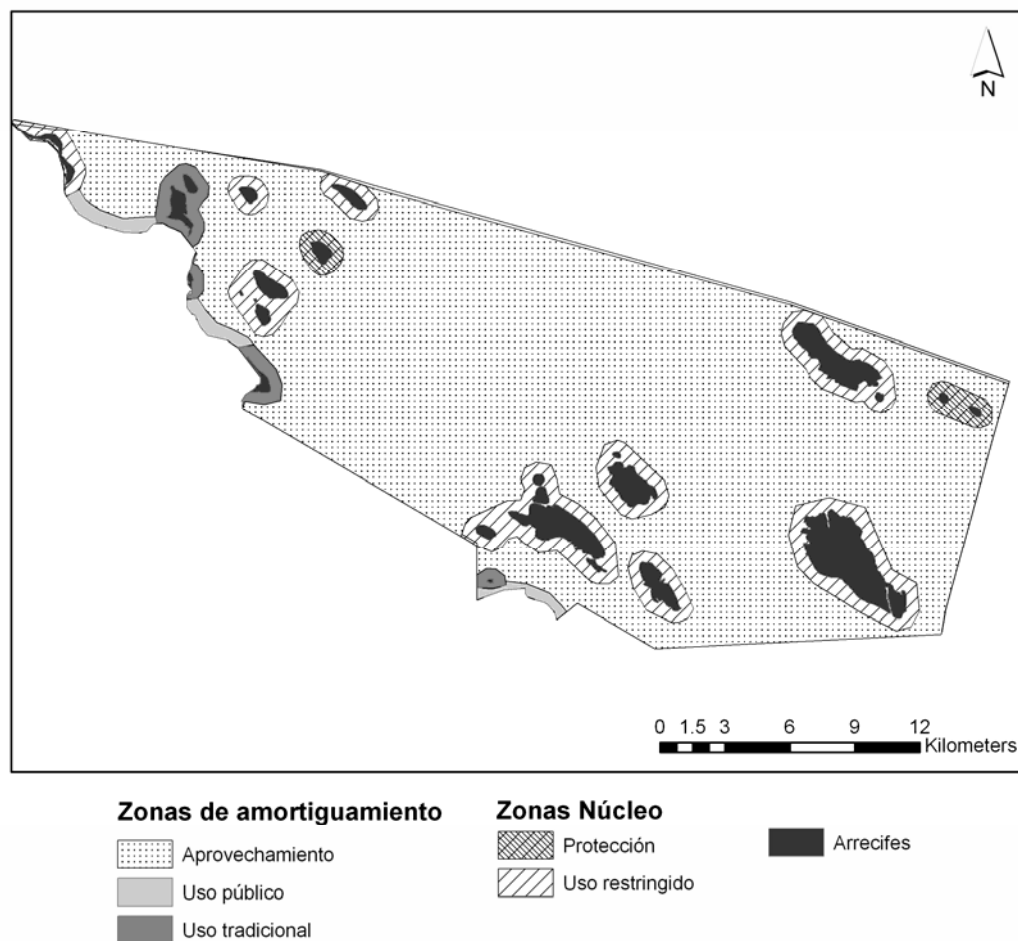 N
0 1.5 3 6 9 12
Kilometers
Zonas de amortiguamiento
Aprovechamiento
Uso público
Uso tradicional
Zonas Núcleo
Protección
Uso restringido
Arrecifes